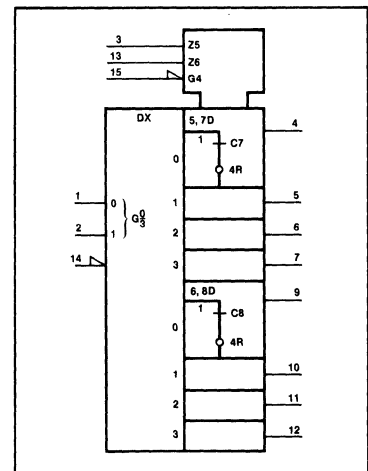 3 Z5
13 Z6
15 G4
DX 5, 7D 4
1 C7
0 4R
1 0 1 5
G 0/3
2 1 2 6
14 3 7
6, 8D 9
1 C8
0 4R
1 10
2 11
3 12